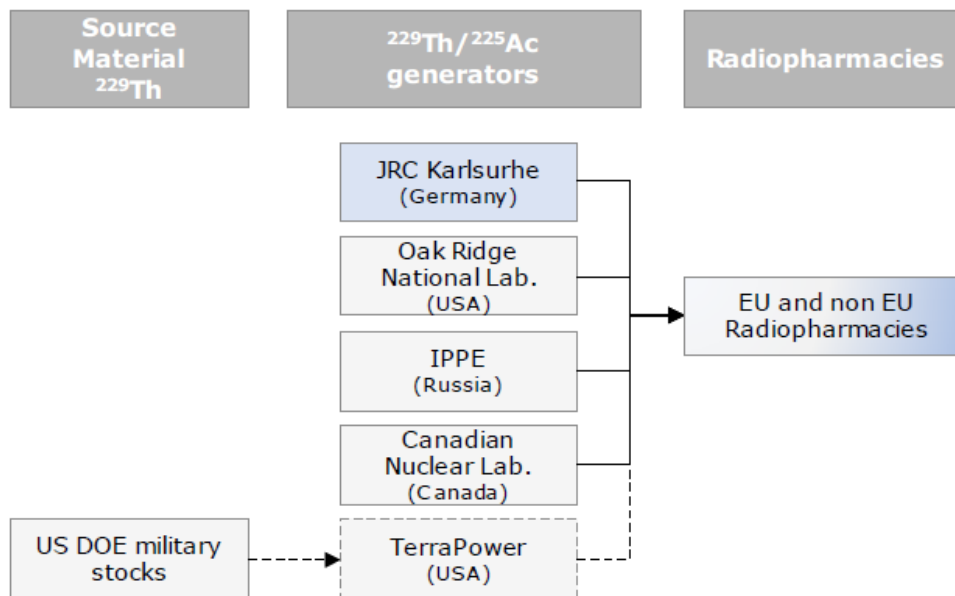 Source
Material
²²⁹Th
²²⁹Th/²²⁵Ac
generators
Radiopharmacies
JRC Karlsurhe
(Germany)
Oak Ridge
National Lab.
(USA)
EU and non EU
Radiopharmacies
IPPE
(Russia)
Canadian
Nuclear Lab.
(Canada)
US DOE military
stocks
TerraPower
(USA)